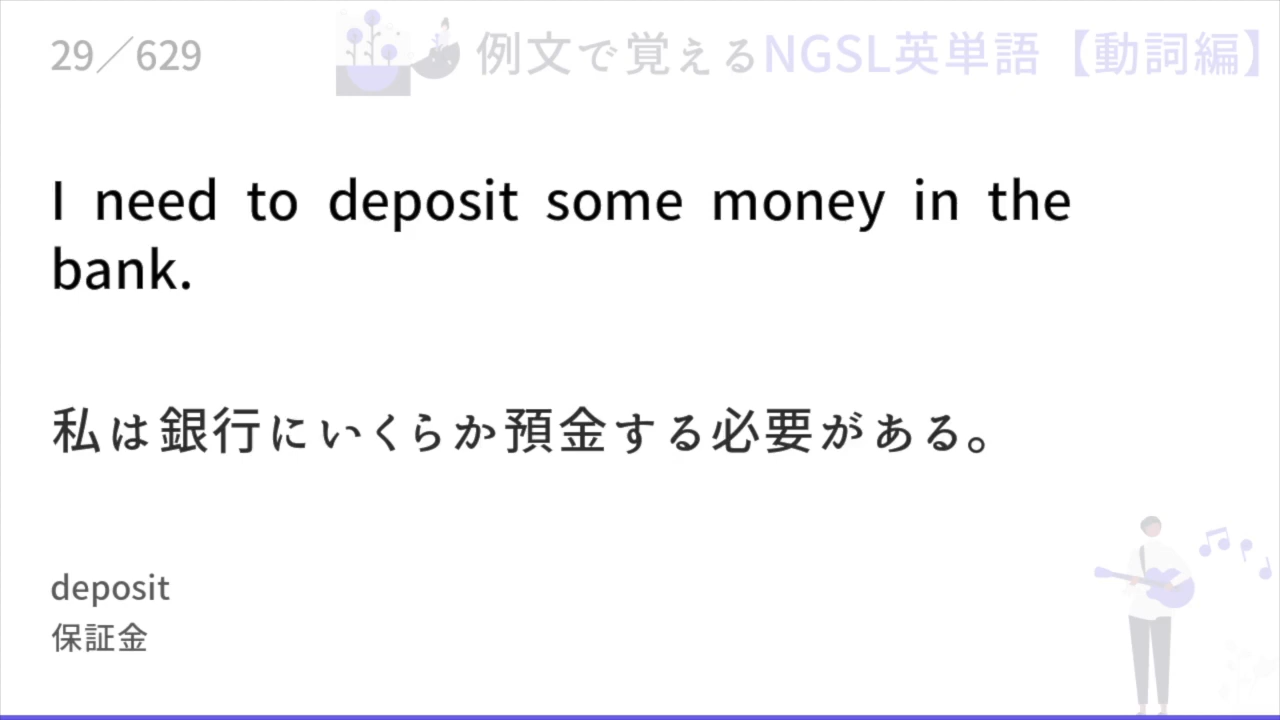 29／629
例文で覚えるNGSL英単語【動詞編】
I need to deposit some money in the
bank.
私は銀行にいくらか預金する必要がある。
deposit
保証金